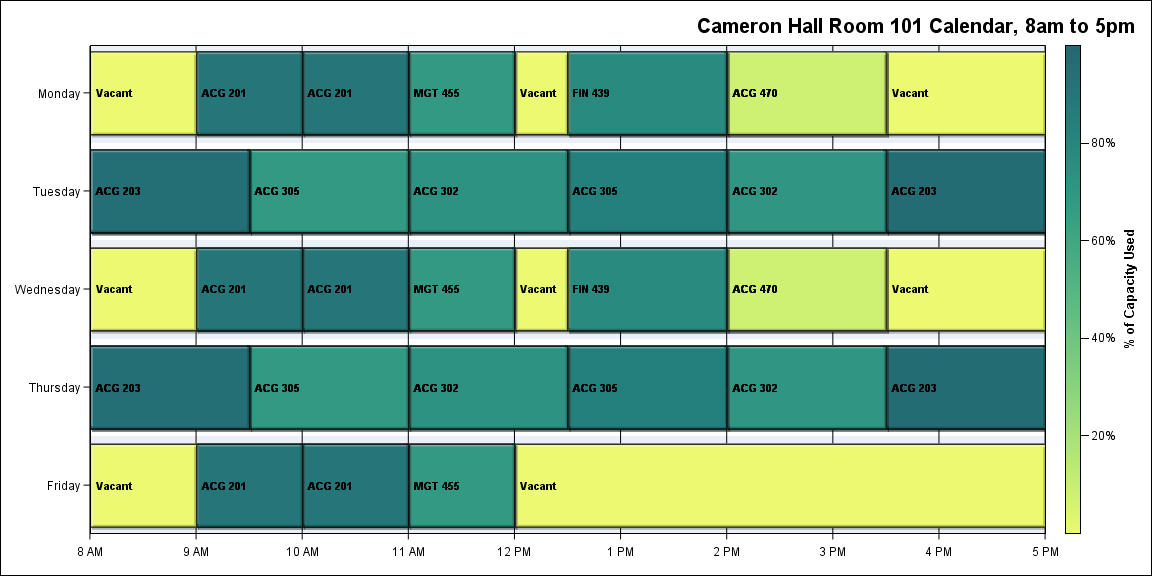 Cameron Hall Room 101 Calendar, 8am to 5pm
Monday
Vacant
ACG 201
ACG 201
MGT 455
Vacant
FIN 439
ACG 470
Vacant
Tuesday
ACG 203
ACG 305
ACG 302
ACG 305
ACG 302
ACG 203
Wednesday
Vacant
ACG 201
ACG 201
MGT 455
Vacant
FIN 439
ACG 470
Vacant
Thursday
ACG 203
ACG 305
ACG 302
ACG 305
ACG 302
ACG 203
Friday
Vacant
ACG 201
ACG 201
MGT 455
Vacant
8 AM
9 AM
10 AM
11 AM
12 PM
1 PM
2 PM
3 PM
4 PM
5 PM
80%
60%
40%
20%
% of Capacity Used